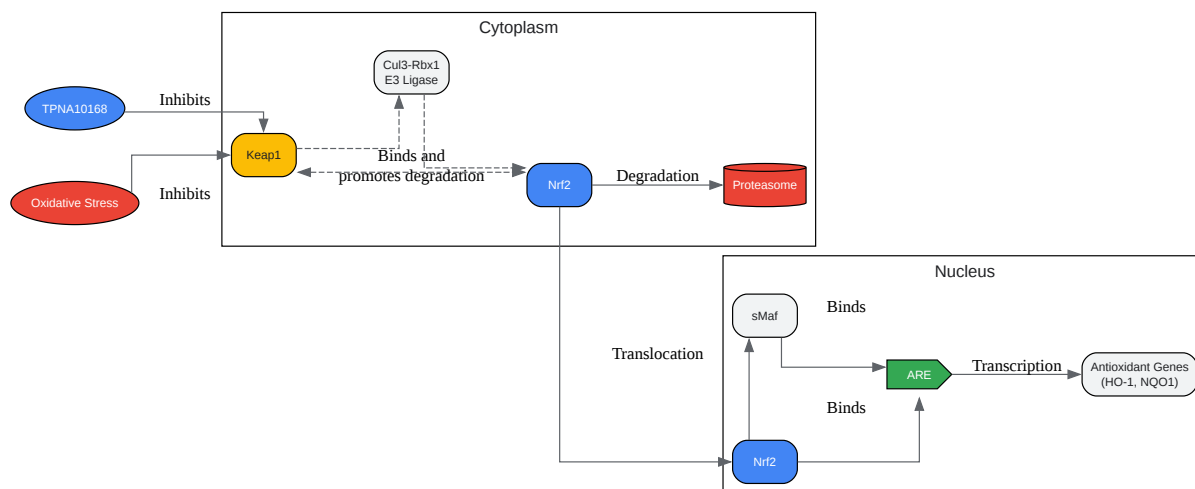 Cytoplasm
Cul3-Rbx1
E3 Ligase
TPNA10168
Inhibits
Keap1
Binds and
promotes degradation
Nrf2
Degradation
Proteasome
Oxidative Stress
Inhibits
Nucleus
sMaf
Binds
Translocation
ARE
Transcription
Antioxidant Genes
(HO-1, NQO1)
Binds
Nrf2